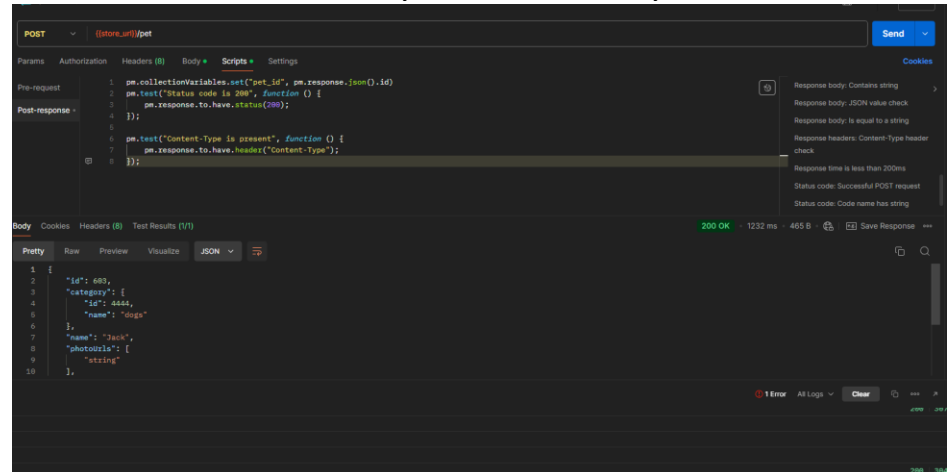 POST {{store_url}}/pet Send
Params Authorization Headers (8) Body Scripts Settings Cookies
Pre-request
Post-response
1 pm.collectionVariables.set("pet_id", pm.response.json().id)
2 pm.test("Status code is 200", function () {
3 pm.response.to.have.status(200);
4 });
5
6 pm.test("Content-Type is present", function () {
7 pm.response.to.have.header("Content-Type");
8 });
Response body: Contains string
Response body: JSON value check
Response body: Is equal to a string
Response headers: Content-Type header
check
Response time is less than 200ms
Status code: Successful POST request
Status code: Code name has string
Body Cookies Headers (8) Test Results (1/1) 200 OK 1232 ms 465 B Save Response
Pretty Raw Preview Visualize JSON
1 {
2 "id": 603,
3 "category": {
4 "id": 4444,
5 "name": "dogs"
6 },
7 "name": "Jack",
8 "photoUrls": [
9 "string"
10 ],
1 Error All Logs Clear